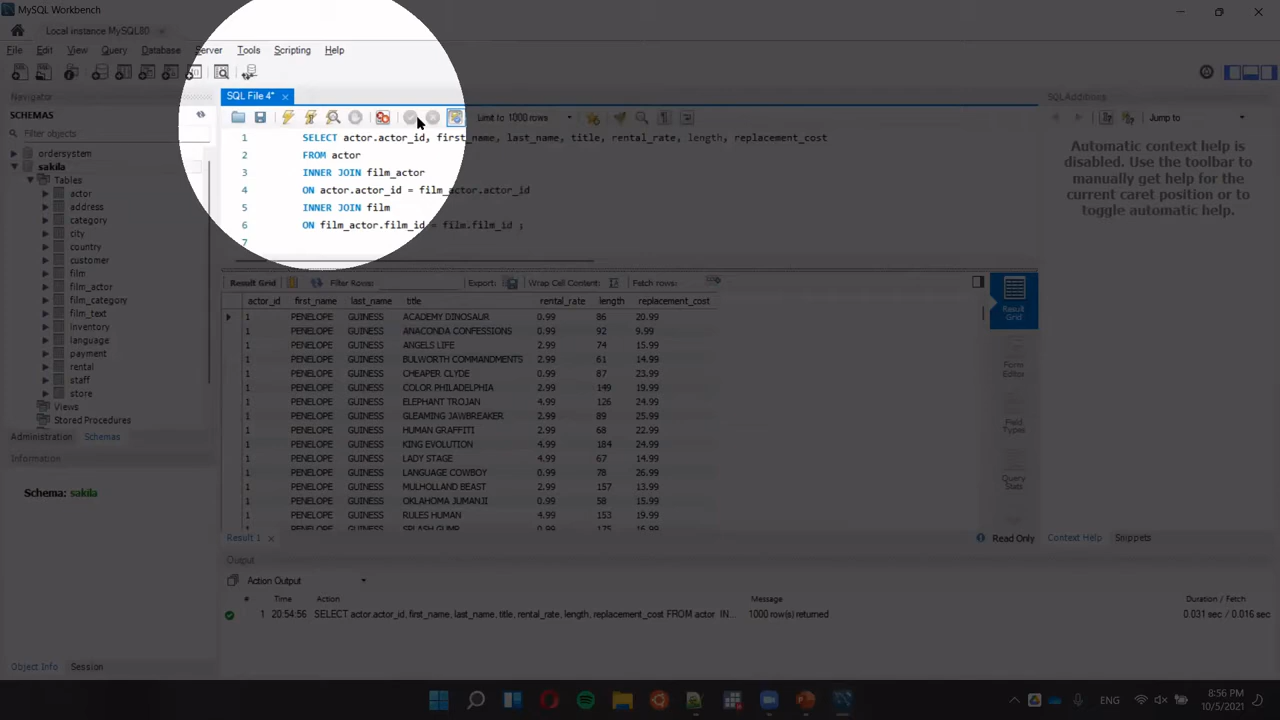 MySQL Workbench
Local instance MySQL80
File Edit View Query Database Server Tools Scripting Help
Navigator
SCHEMAS
Filter objects
ordersystem
sakila
Tables
actor
address
category
city
country
customer
film
film_actor
film_category
film_text
inventory
language
payment
rental
staff
store
Views
Stored Procedures
Administration Schemas
Information
Schema: sakila
Object Info Session
SQL File 4*
Limt to 1000 rows
1 SELECT actor.actor_id, first_name, last_name, title, rental_rate, length, replacement_cost
2 FROM actor
3 INNER JOIN film_actor
4 ON actor.actor_id = film_actor.actor_id
5 INNER JOIN film
6 ON film_actor.film_id = film.film_id ;
7
Result Grid Filter Rows: Export: Wrap Cell Content: Fetch rows:
actor_id first_name last_name title rental_rate length replacement_cost
1 PENELOPE GUINESS ACADEMY DINOSAUR 0.99 86 20.99
1 PENELOPE GUINESS ANACONDA CONFESSIONS 0.99 92 9.99
1 PENELOPE GUINESS ANGELS LIFE 2.99 74 15.99
1 PENELOPE GUINESS BULWORTH COMMANDMENTS 2.99 61 14.99
1 PENELOPE GUINESS CHEAPER CLYDE 0.99 87 23.99
1 PENELOPE GUINESS COLOR PHILADELPHIA 2.99 149 19.99
1 PENELOPE GUINESS ELEPHANT TROJAN 4.99 126 24.99
1 PENELOPE GUINESS GLEAMING JAWBREAKER 2.99 89 25.99
1 PENELOPE GUINESS HUMAN GRAFFITI 2.99 68 22.99
1 PENELOPE GUINESS KING EVOLUTION 4.99 184 24.99
1 PENELOPE GUINESS LADY STAGE 4.99 67 14.99
1 PENELOPE GUINESS LANGUAGE COWBOY 0.99 78 26.99
1 PENELOPE GUINESS MULHOLLAND BEAST 2.99 157 13.99
1 PENELOPE GUINESS OKLAHOMA JUMANJI 0.99 58 15.99
1 PENELOPE GUINESS RULES HUMAN 4.99 153 19.99
1 PENELOPE GUINESS SPLASH GUMP 0.99 175 16.99
Result Grid
Form Editor
Field Types
Query Stats
Result 1
Read Only
Output
Action Output
# Time Action Message Duration / Fetch
1 20:54:56 SELECT actor.actor_id, first_name, last_name, title, rental_rate, length, replacement_cost FROM actor IN... 1000 row(s) returned 0.031 sec / 0.016 sec
SQLAdditions
Jump to
Automatic context help is
disabled. Use the toolbar to
manually get help for the
current caret position or to
toggle automatic help.
Context Help Snippets
ENG
8:56 PM
10/5/2021